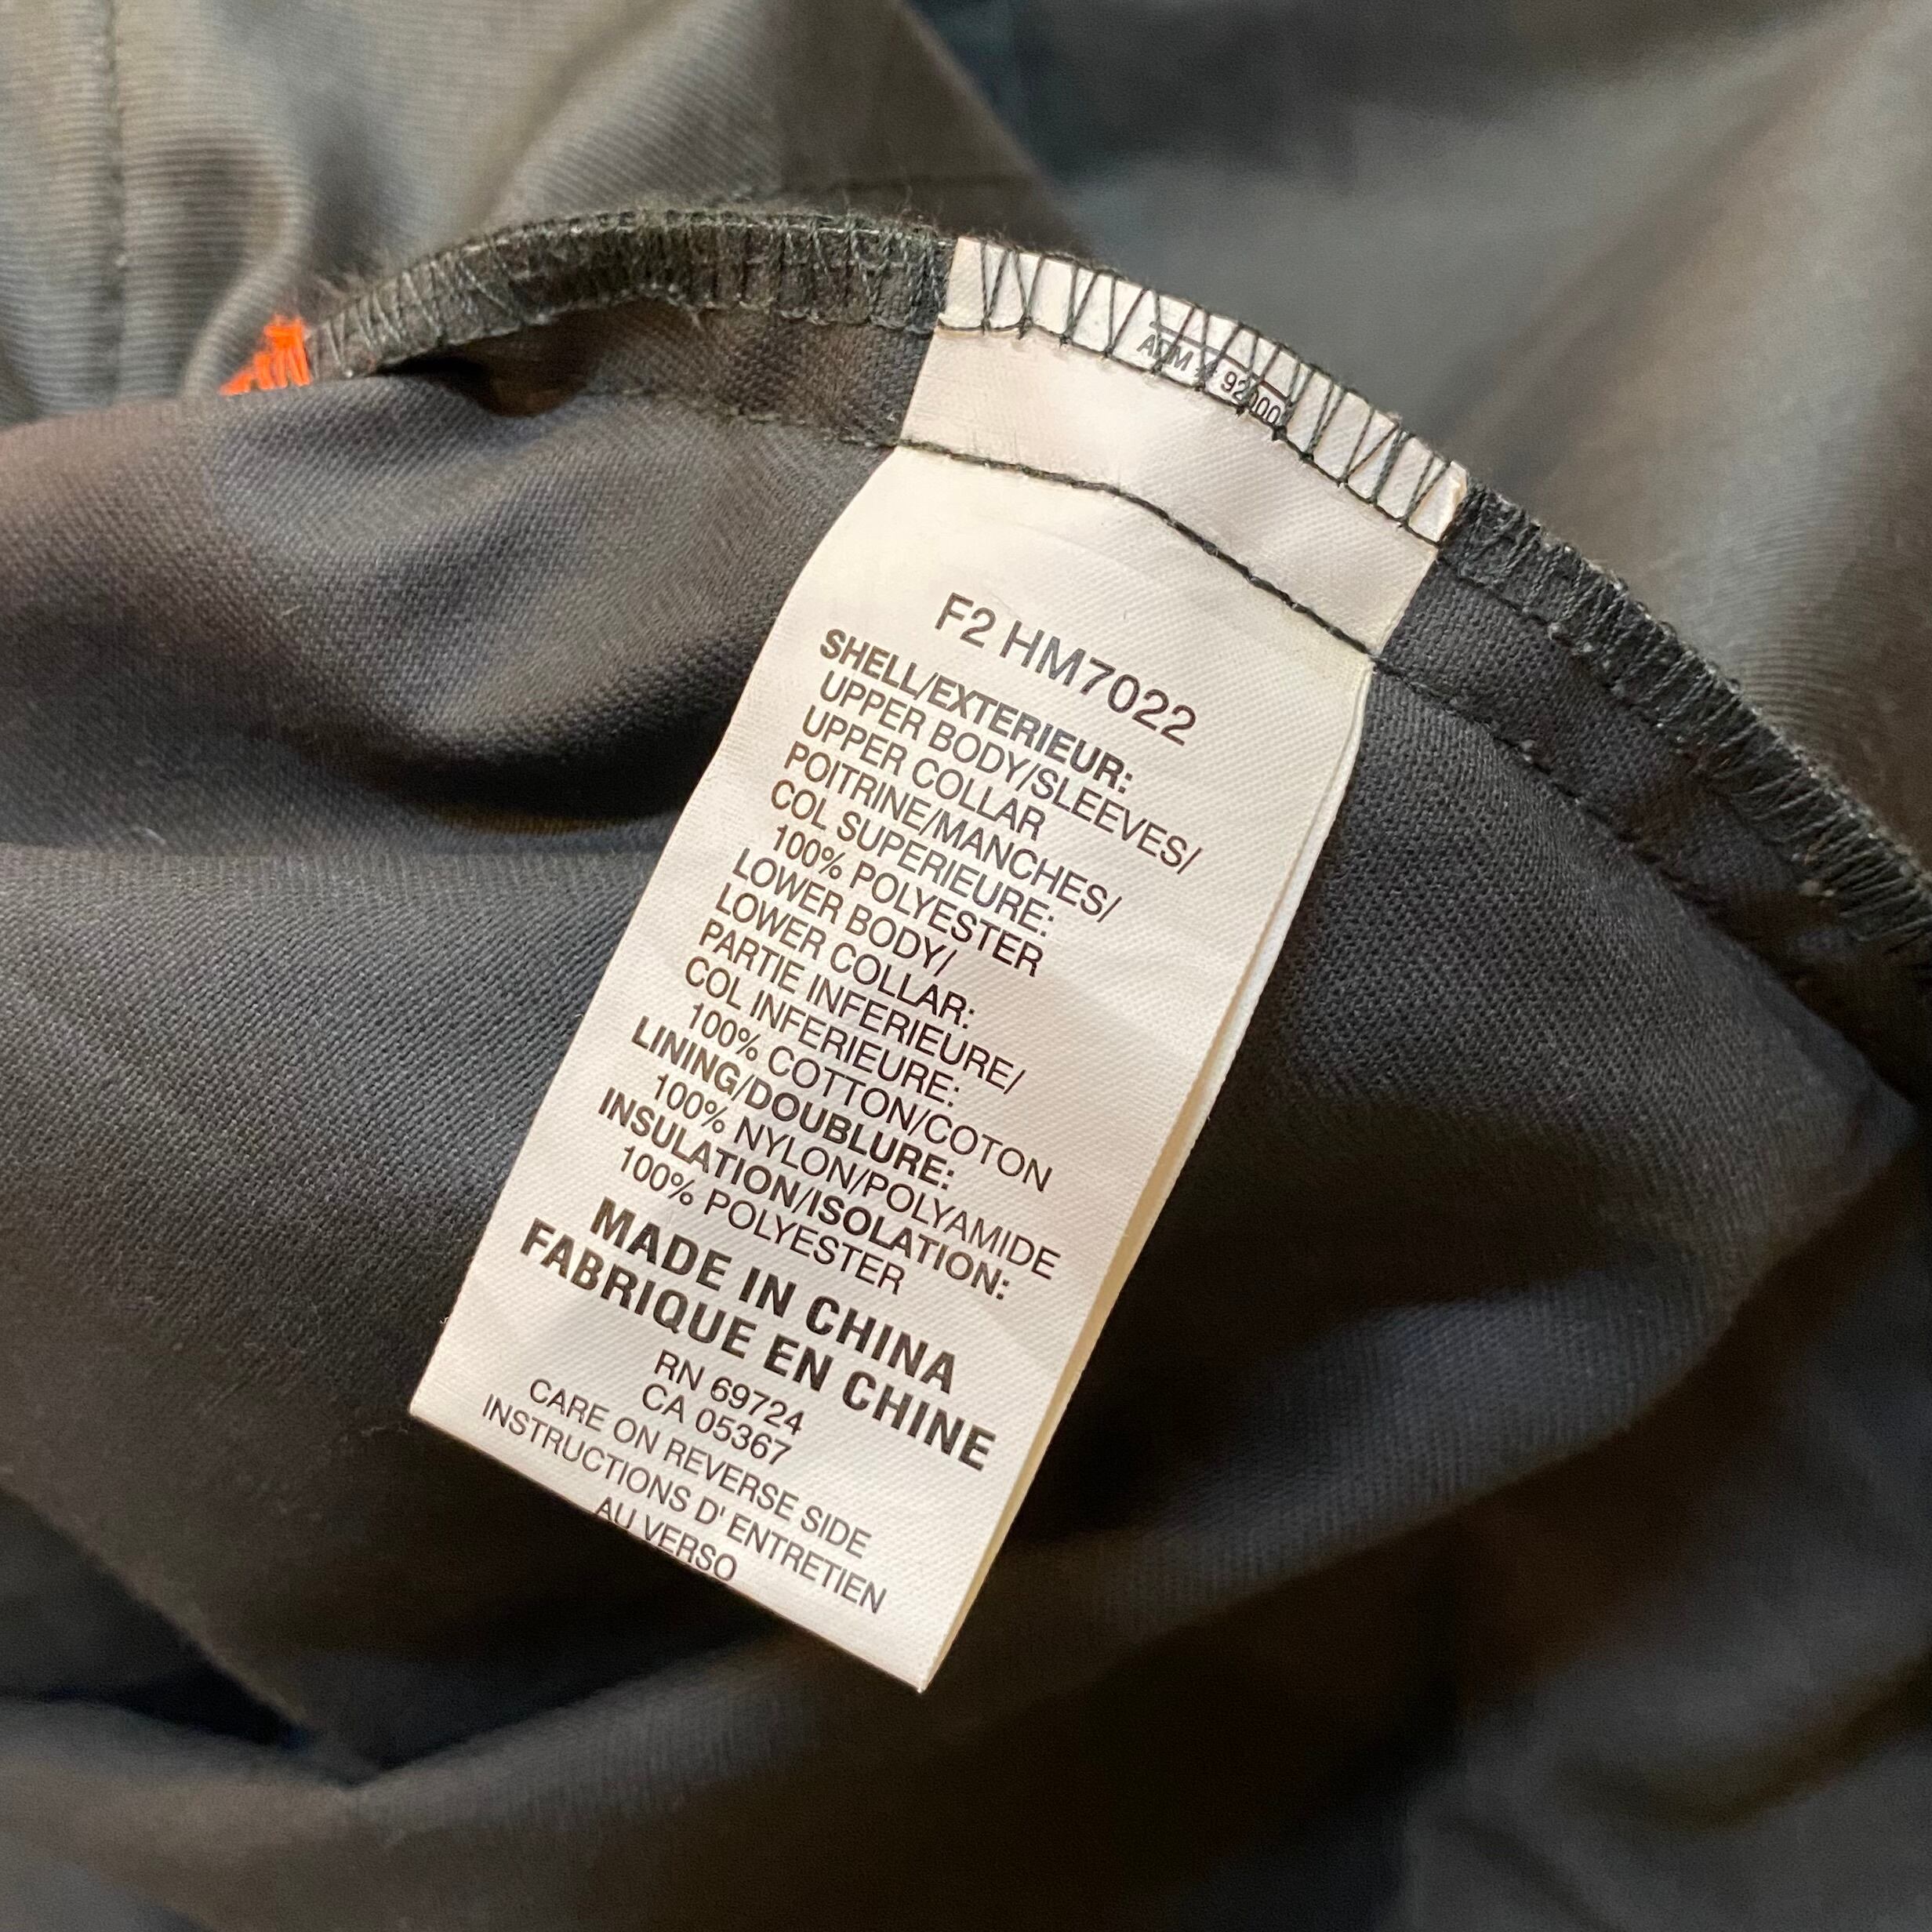 F2 HM7022
SHELL/EXTERIEUR:
UPPER BODY/SLEEVES/
UPPER COLLAR
POITRINE/MANCHES/
COL SUPERIEURE:
100% POLYESTER
LOWER BODY/
LOWER COLLAR:
PARTIE INFERIEURE/
COL INFERIEURE:
100% COTTON/COTON
LINING/DOUBLURE:
100% NYLON/POLYAMIDE
INSULATION/ISOLATION:
100% POLYESTER
MADE IN CHINA
FABRIQUE EN CHINE
RN 69724
CA 05367
CARE ON REVERSE SIDE
INSTRUCTIONS D' ENTRETIEN
AU VERSO